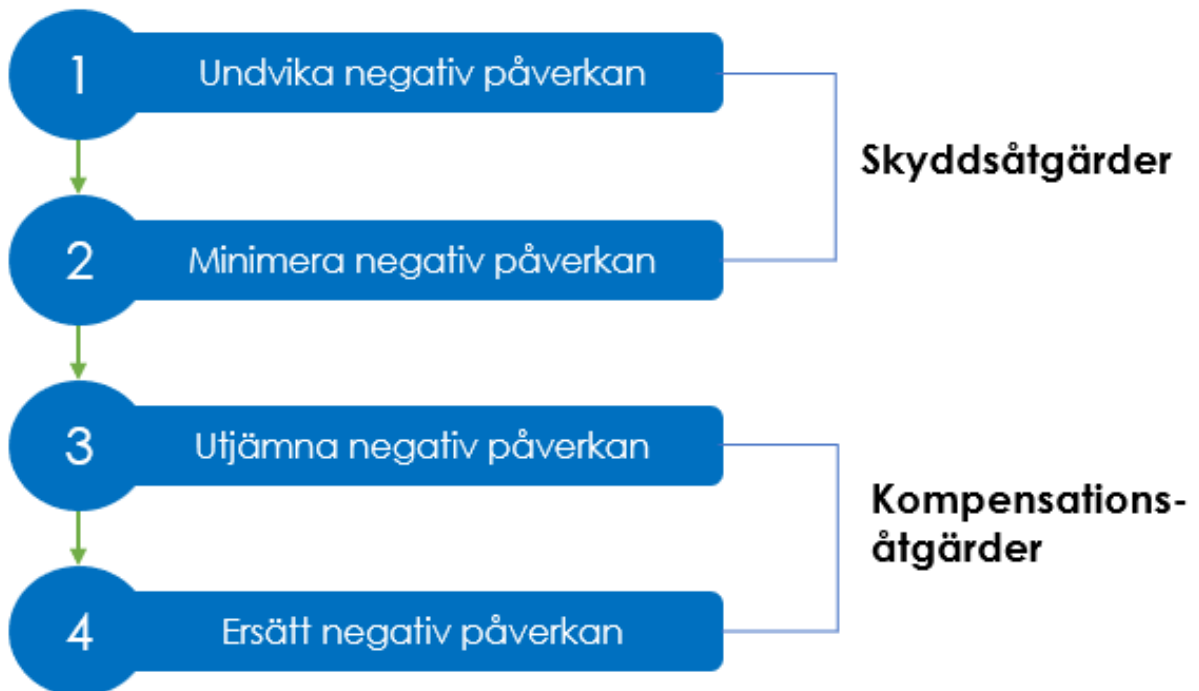 1
Undvika negativ påverkan
Skyddsåtgärder
2
Minimera negativ påverkan
3
Utjämna negativ påverkan
Kompensations-
åtgärder
4
Ersätt negativ påverkan